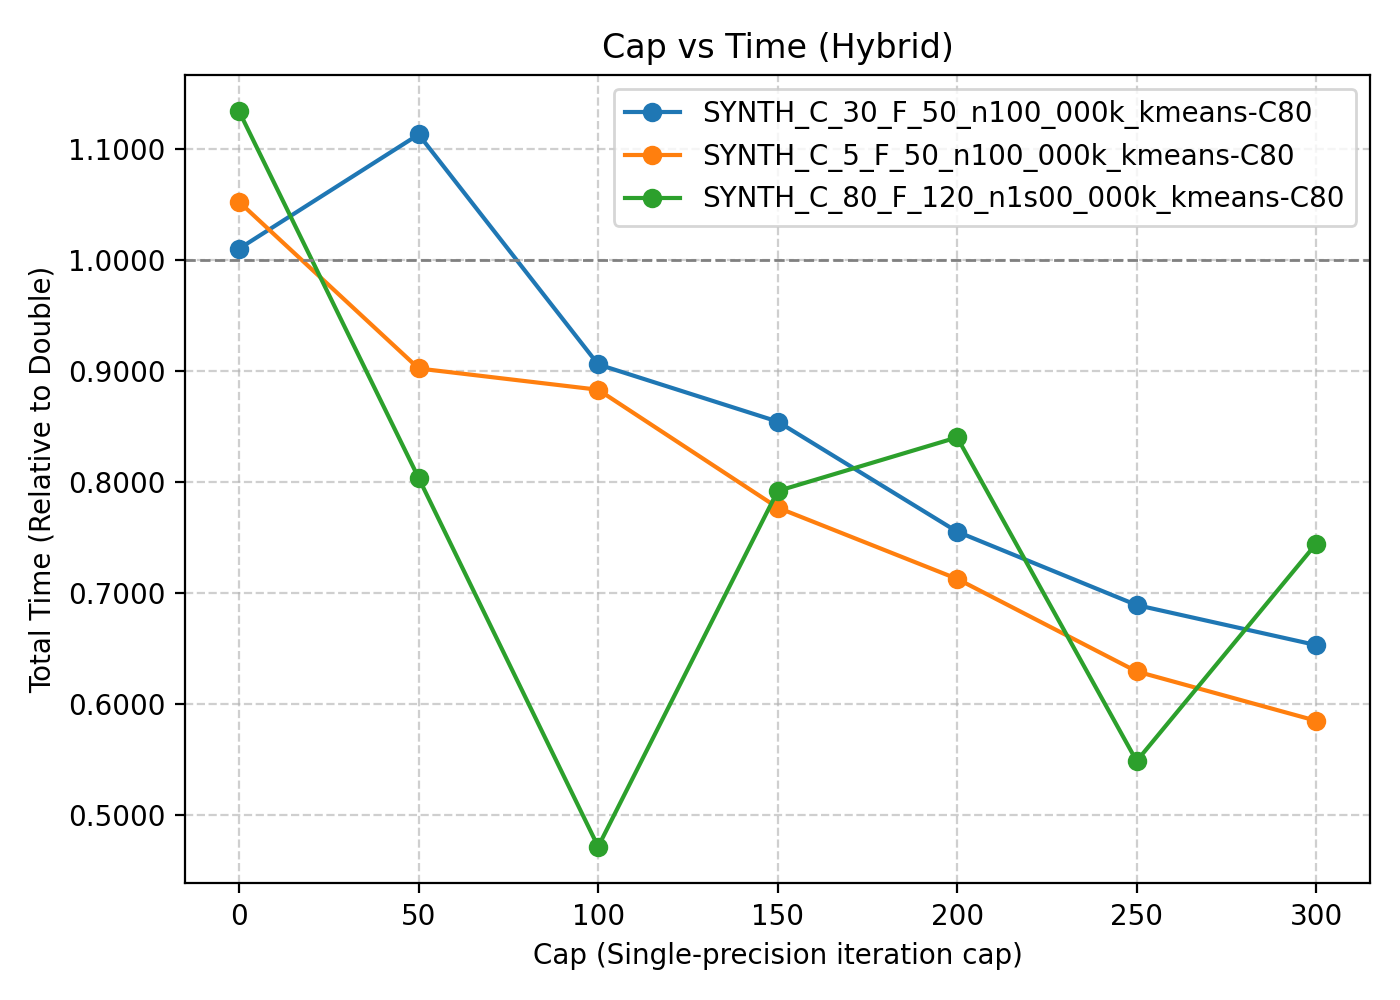 Cap vs Time (Hybrid)
SYNTH_C_30_F_50_n100_000k_kmeans-C80
SYNTH_C_5_F_50_n100_000k_kmeans-C80
SYNTH_C_80_F_120_n1s00_000k_kmeans-C80
Total Time (Relative to Double)
1.1000
1.0000
0.9000
0.8000
0.7000
0.6000
0.5000
0 50 100 150 200 250 300
Cap (Single-precision iteration cap)